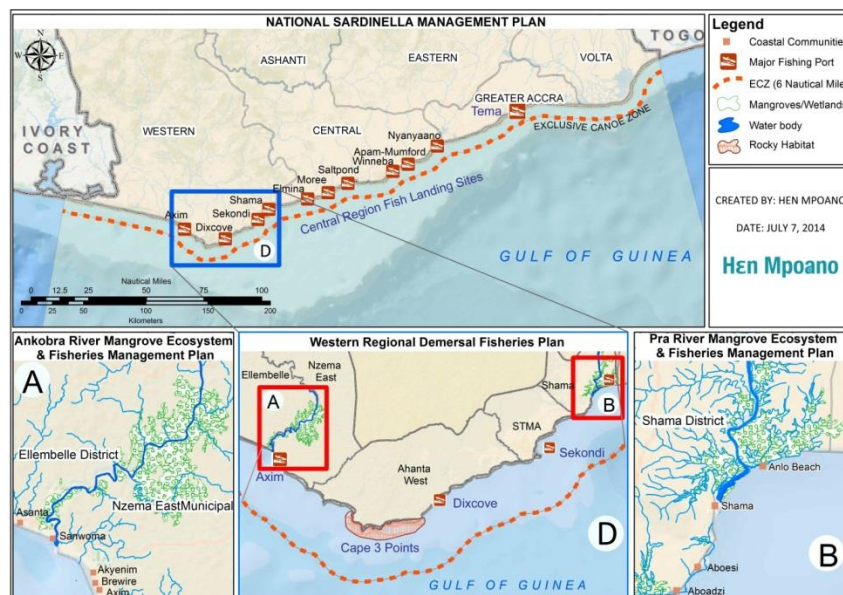 NATIONAL SARDINELLA MANAGEMENT PLAN
TOGO
VOLTA
EASTERN
ASHANTI
GREATER ACCRA
Tema
EXCLUSIVE CANOE ZONE
WESTERN
CENTRAL
IVORY
COAST
Nyanyaano
Apam-Mumford
Winneba
Saltpond
Moree
Elmina
Shama
Sekondi
Axim
Dixcove
D
Central Region Fish Landing Sites
GULF OF GUINEA
Nautical Miles
0 12.5 25 50 75 100
0 25 50 100 150 200
Kilometers
N
W E
S
Legend
Coastal Communities
Major Fishing Port
ECZ (6 Nautical Mile
Mangroves/Wetlands
Water body
Rocky Habitat
CREATED BY: HEN MPOANO
DATE: JULY 7, 2014
Hɛn Mpoano
Ankobra River Mangrove Ecosystem
& Fisheries Management Plan
A
Ellembelle District
Nzema EastMunicipal
Asanta
Sanwoma
Akyenim
Brewire
Axim
Western Regional Demersal Fisheries Plan
Ellembelle
Nzema
East
A
Axim
Shama
B
STMA
Sekondi
Ahanta
West
Dixcove
Cape 3 Points
D
GULF OF GUINEA
Pra River Mangrove Ecosystem
& Fisheries Management Plan
Shama District
Anlo Beach
Shama
Aboesi
Aboadzi
B